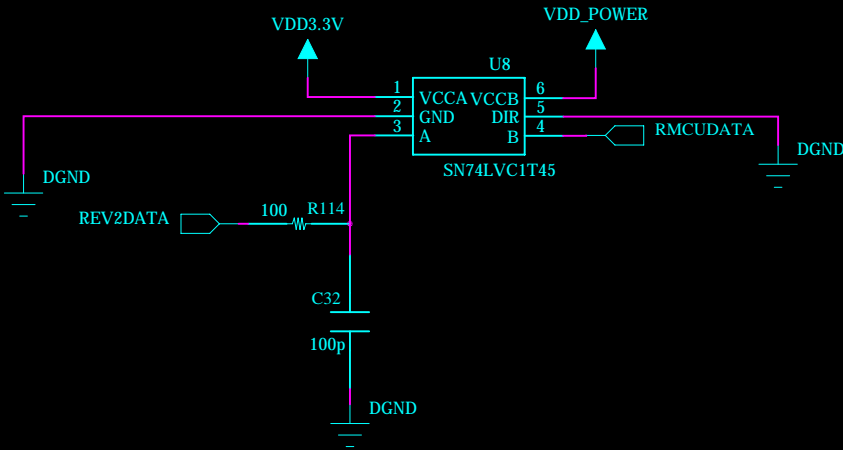 VDD3.3V
VDD_POWER
U8
1
VCCA VCCB
6
2
GND
DIR
5
3
A
B
4
RMCUDATA
SN74LVC1T45
DGND
DGND
REV2DATA
100
R114
C32
100p
DGND